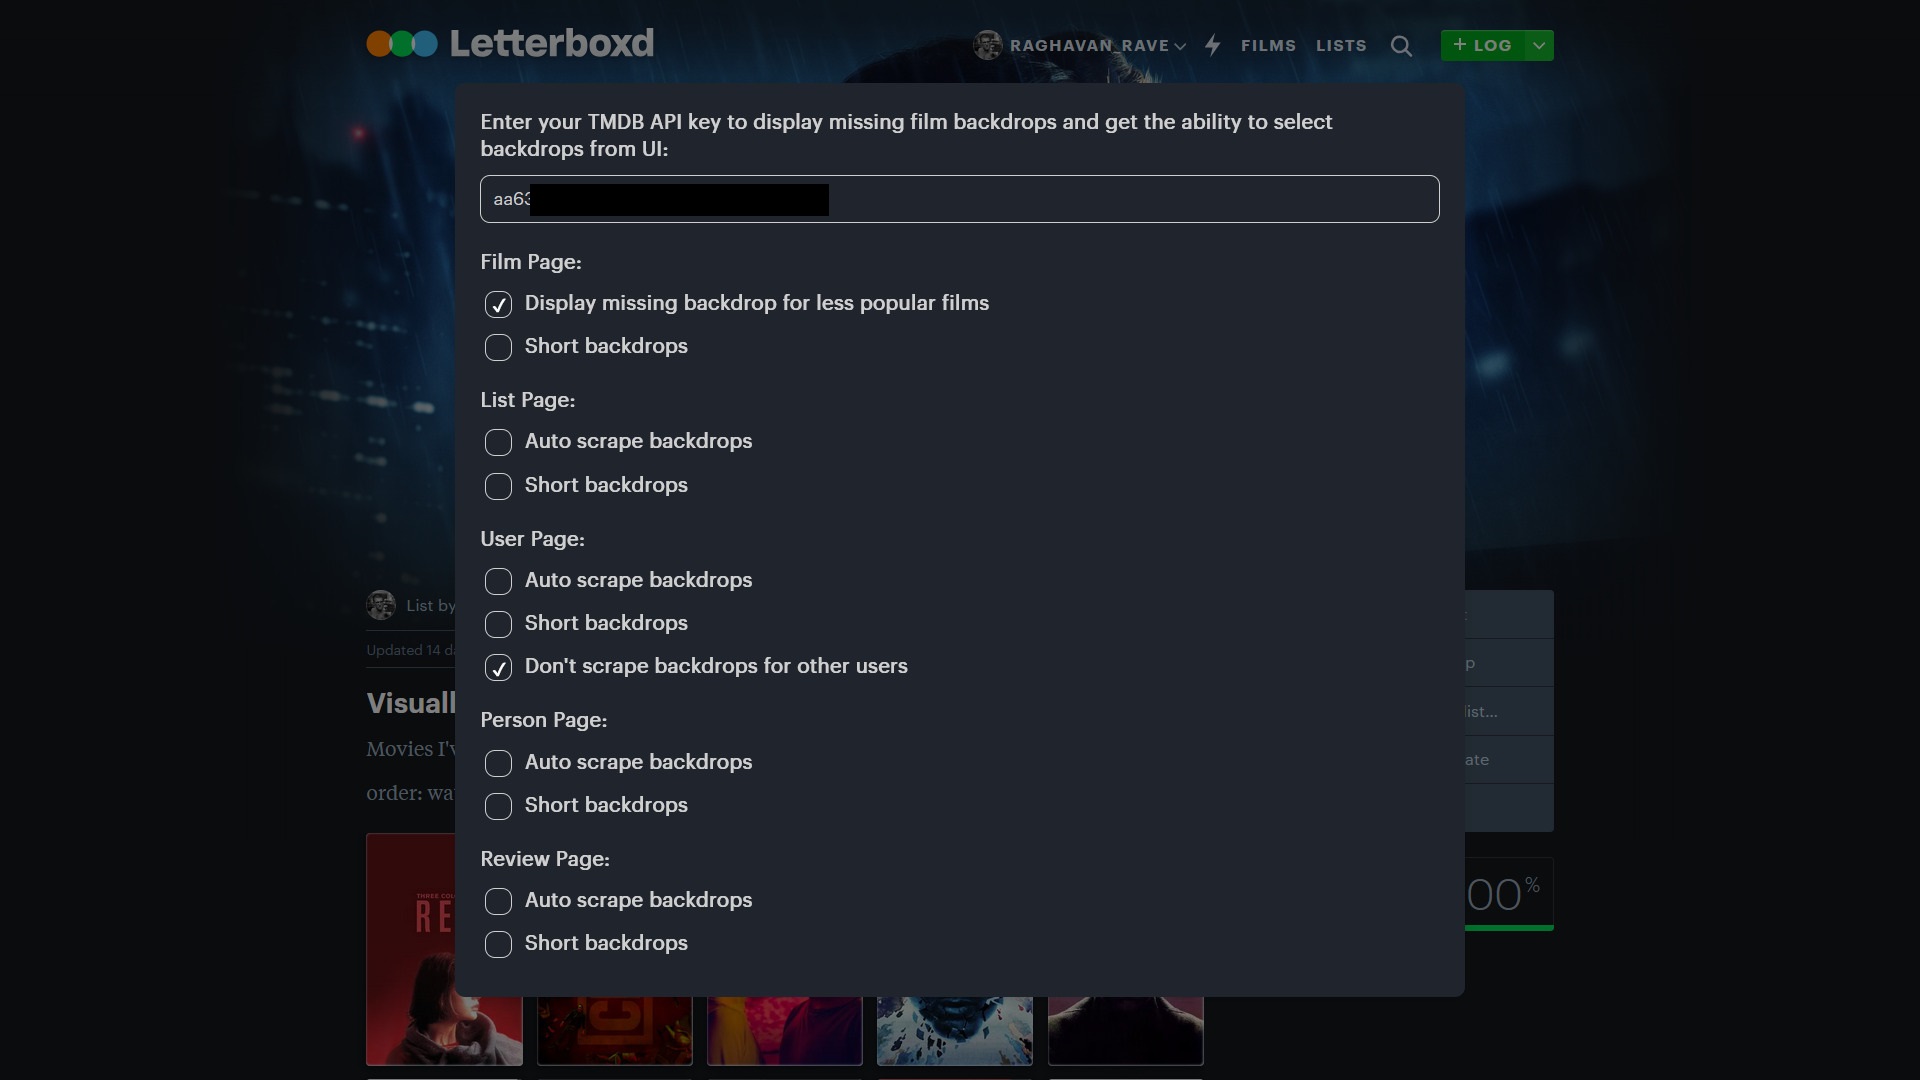 Letterboxd
RAGHAVAN_RAVE
FILMS
LISTS
+ LOG
Enter your TMDB API key to display missing film backdrops and get the ability to select
backdrops from UI:
aa63
Film Page:
Display missing backdrop for less popular films
Short backdrops
List Page:
Auto scrape backdrops
Short backdrops
User Page:
Auto scrape backdrops
Short backdrops
Don't scrape backdrops for other users
Person Page:
Auto scrape backdrops
Short backdrops
Review Page:
Auto scrape backdrops
Short backdrops
List by
Updated 14 da
Visuall
Movies I'v
order: wa
p
list...
ate
00%
THREE COL
RE